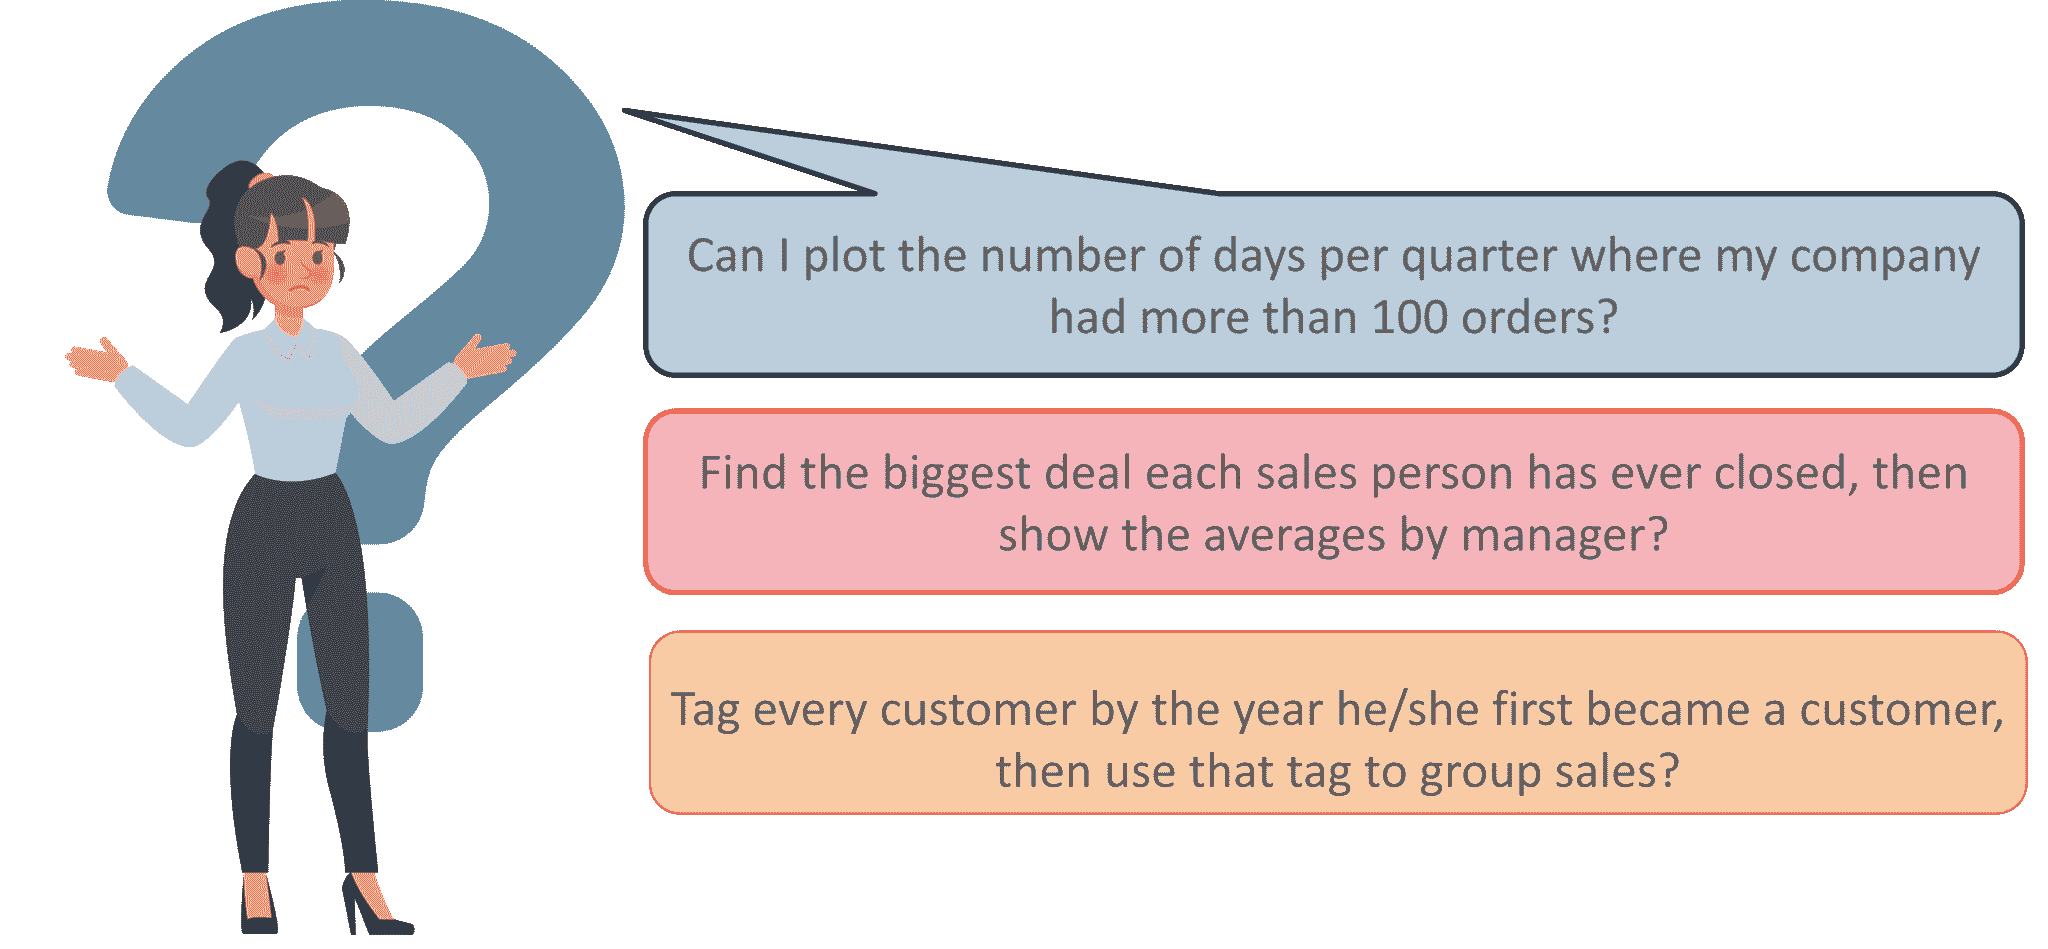 Can I plot the number of days per quarter where my company
had more than 100 orders?
Find the biggest deal each sales person has ever closed, then
show the averages by manager?
Tag every customer by the year he/she first became a customer,
then use that tag to group sales?